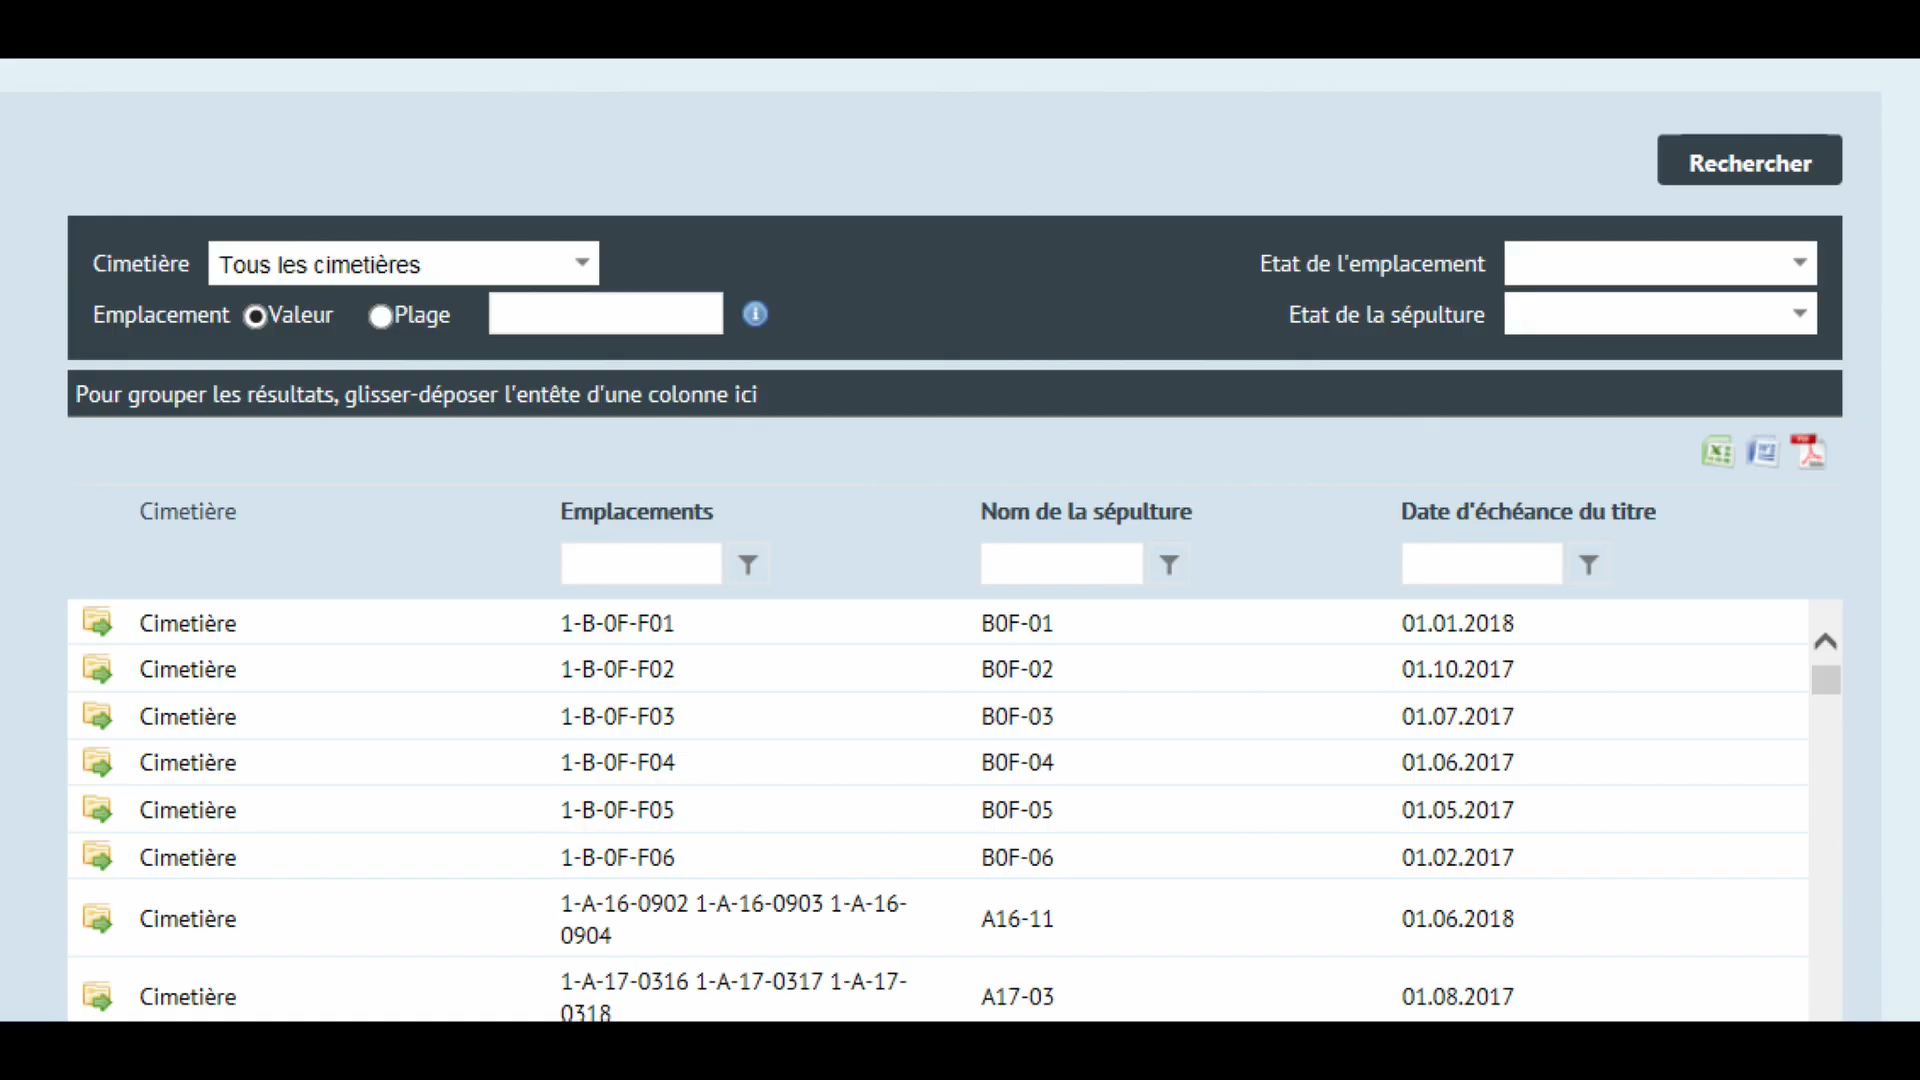 Rechercher
Cimetière Tous les cimetières Etat de l'emplacement
Emplacement Valeur Plage Etat de la sépulture
Pour grouper les résultats, glisser-déposer l'entête d'une colonne ici
Cimetière Emplacements Nom de la sépulture Date d'échéance du titre
Cimetière 1-B-0F-F01 B0F-01 01.01.2018
Cimetière 1-B-0F-F02 B0F-02 01.10.2017
Cimetière 1-B-0F-F03 B0F-03 01.07.2017
Cimetière 1-B-0F-F04 B0F-04 01.06.2017
Cimetière 1-B-0F-F05 B0F-05 01.05.2017
Cimetière 1-B-0F-F06 B0F-06 01.02.2017
Cimetière 1-A-16-0902 1-A-16-0903 1-A-16- A16-11 01.06.2018
0904
Cimetière 1-A-17-0316 1-A-17-0317 1-A-17- A17-03 01.08.2017
0318